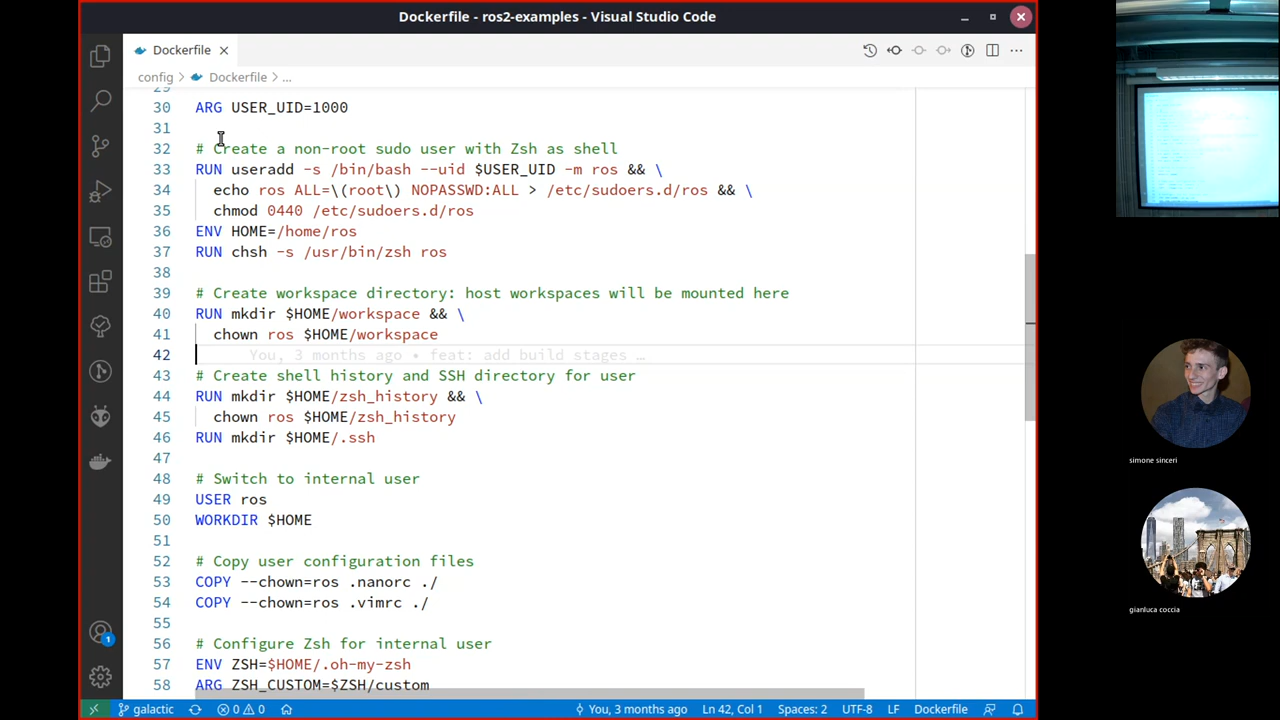 Dockerfile - ros2-examples - Visual Studio Code
Dockerfile
config > Dockerfile > ...
29
30 ARG USER_UID=1000
31
32 # Create a non-root sudo user with Zsh as shell
33 RUN useradd -s /bin/bash --uid $USER_UID -m ros && \
34 echo ros ALL=\(root\) NOPASSWD:ALL > /etc/sudoers.d/ros && \
35 chmod 0440 /etc/sudoers.d/ros
36 ENV HOME=/home/ros
37 RUN chsh -s /usr/bin/zsh ros
38
39 # Create workspace directory: host workspaces will be mounted here
40 RUN mkdir $HOME/workspace && \
41 chown ros $HOME/workspace
42 You, 3 months ago • feat: add build stages …
43 # Create shell history and SSH directory for user
44 RUN mkdir $HOME/zsh_history && \
45 chown ros $HOME/zsh_history
46 RUN mkdir $HOME/.ssh
47
48 # Switch to internal user
49 USER ros
50 WORKDIR $HOME
51
52 # Copy user configuration files
53 COPY --chown=ros .nanorc ./
54 COPY --chown=ros .vimrc ./
55
56 # Configure Zsh for internal user
57 ENV ZSH=$HOME/.oh-my-zsh
58 ARG ZSH_CUSTOM=$ZSH/custom
1
galactic 0 0 You, 3 months ago Ln 42, Col 1 Spaces: 2 UTF-8 LF Dockerfile
simone sinceri
gianluca coccia